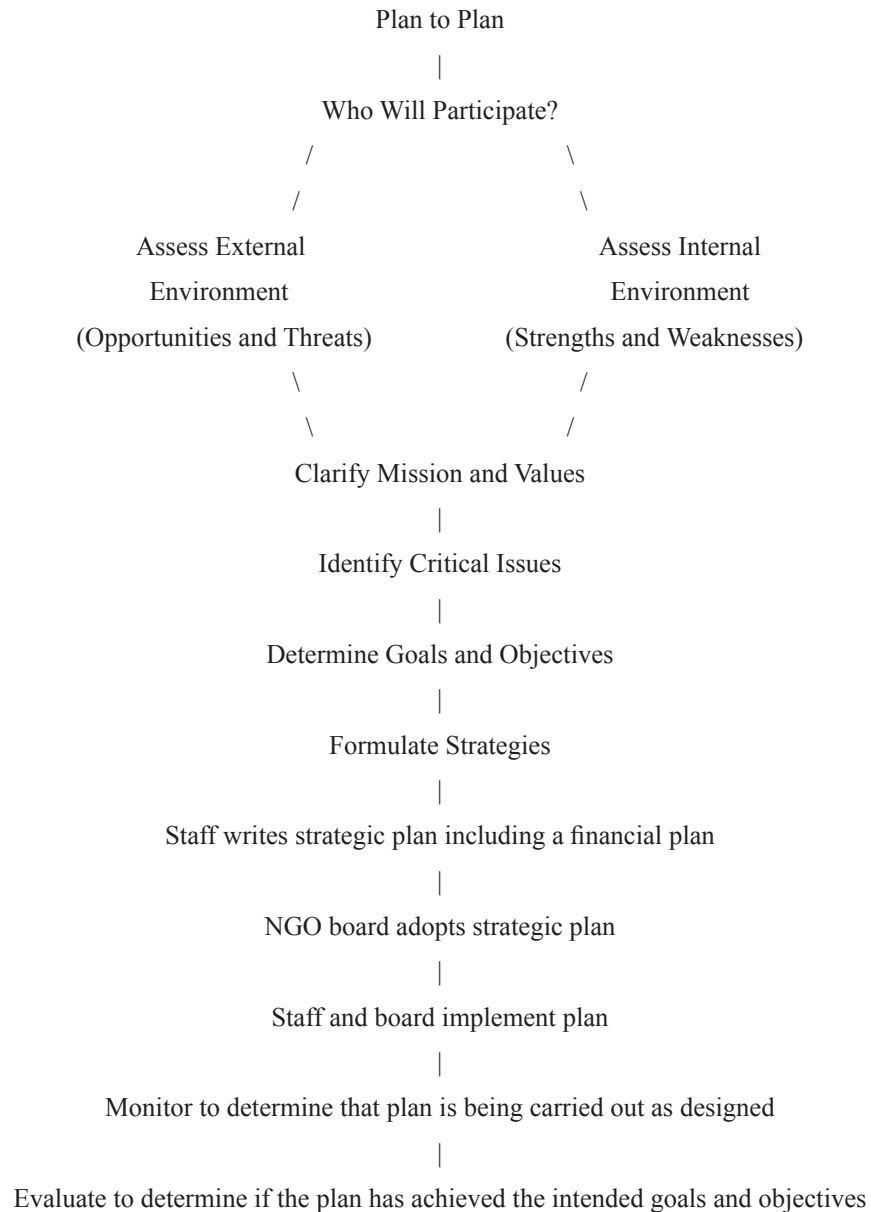 Plan to Plan
|
Who Will Participate?
/ \
/ \
Assess External Assess Internal
Environment Environment
(Opportunities and Threats) (Strengths and Weaknesses)
\ /
\ /
Clarify Mission and Values
|
Identify Critical Issues
|
Determine Goals and Objectives
|
Formulate Strategies
|
Staff writes strategic plan including a financial plan
|
NGO board adopts strategic plan
|
Staff and board implement plan
|
Monitor to determine that plan is being carried out as designed
|
Evaluate to determine if the plan has achieved the intended goals and objectives